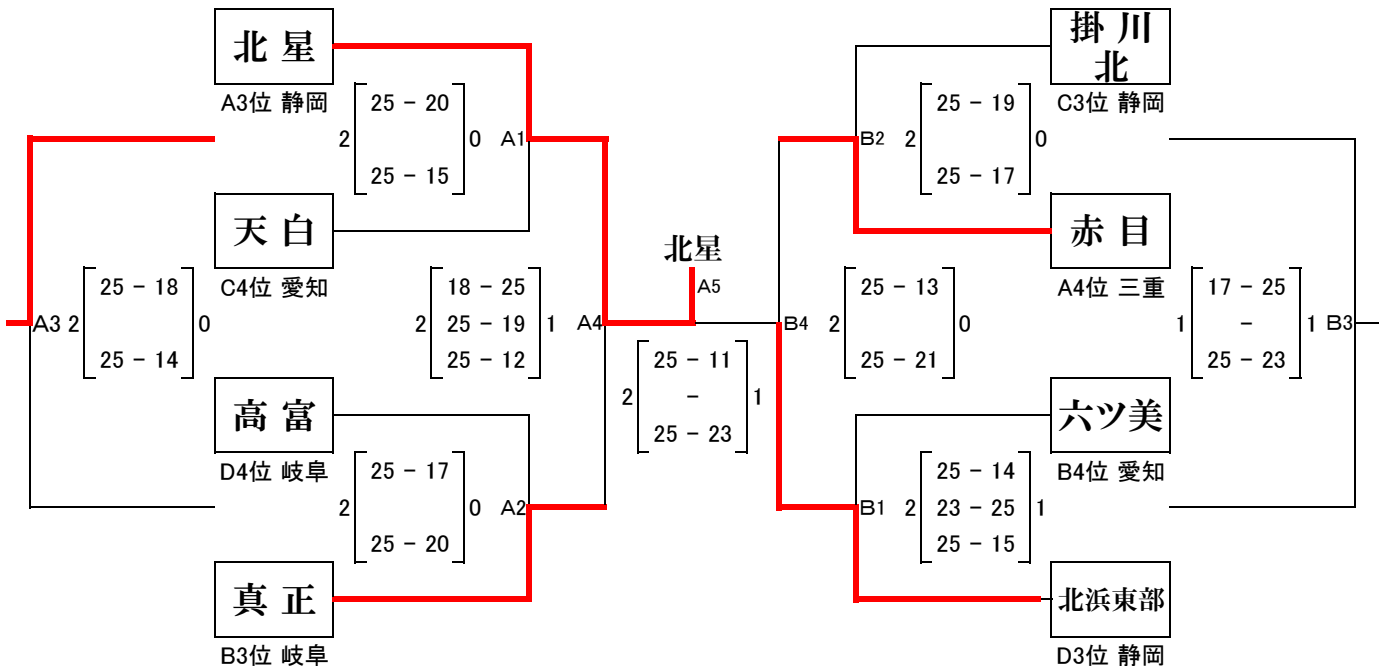 北星
A3位 静岡
25 － 20
2 0 A1
25 － 15
天白
C4位 愛知
25 － 18
A3 2 0
25 － 14
18 － 25
2 25 － 19 1 A4
25 － 12
高富
D4位 岐阜
25 － 17
2 0 A2
25 － 20
真正
B3位 岐阜
北星
A5
25 － 11
2 － 1
25 － 23
掛川
北
C3位 静岡
25 － 19
B2 2 0
25 － 17
赤目
A4位 三重
25 － 13
B4 2 0
25 － 21
17 － 25
1 － 1 B3
25 － 23
六ツ美
B4位 愛知
25 － 14
B1 2 23 － 25 1
25 － 15
北浜東部
D3位 静岡